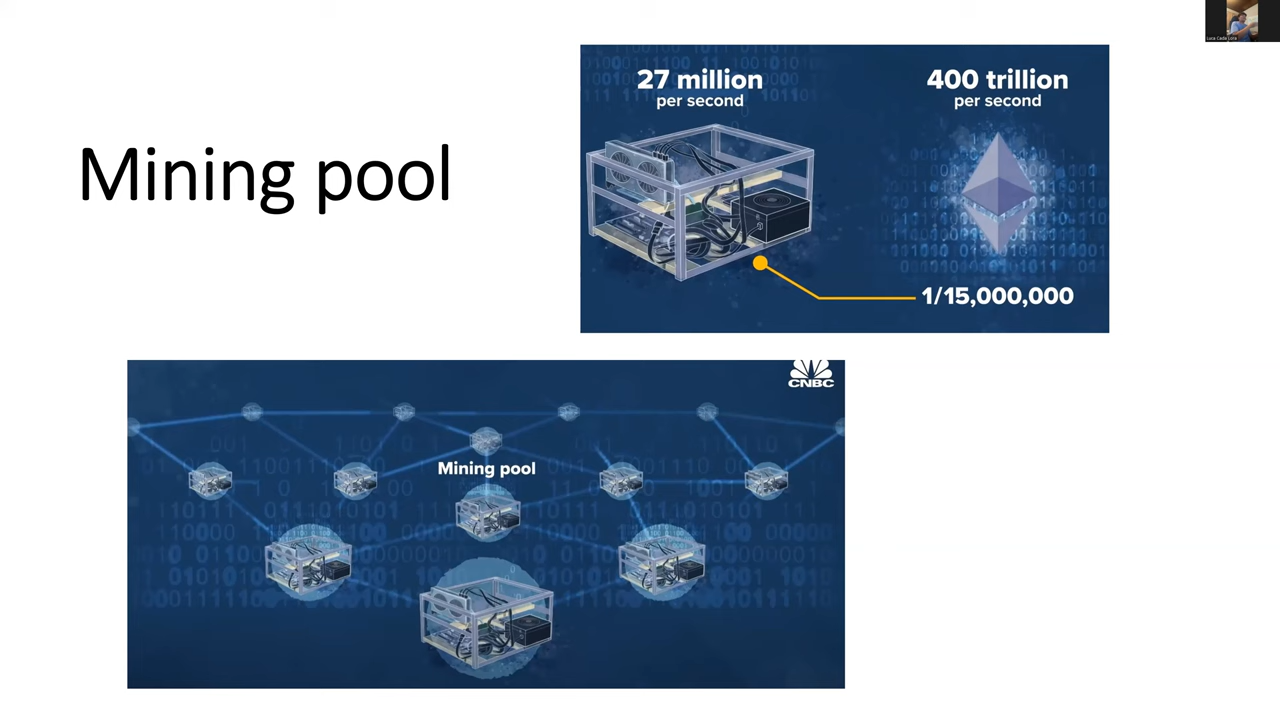 Mining pool
27 million
per second
400 trillion
per second
1/15,000,000
CNBC
Mining pool